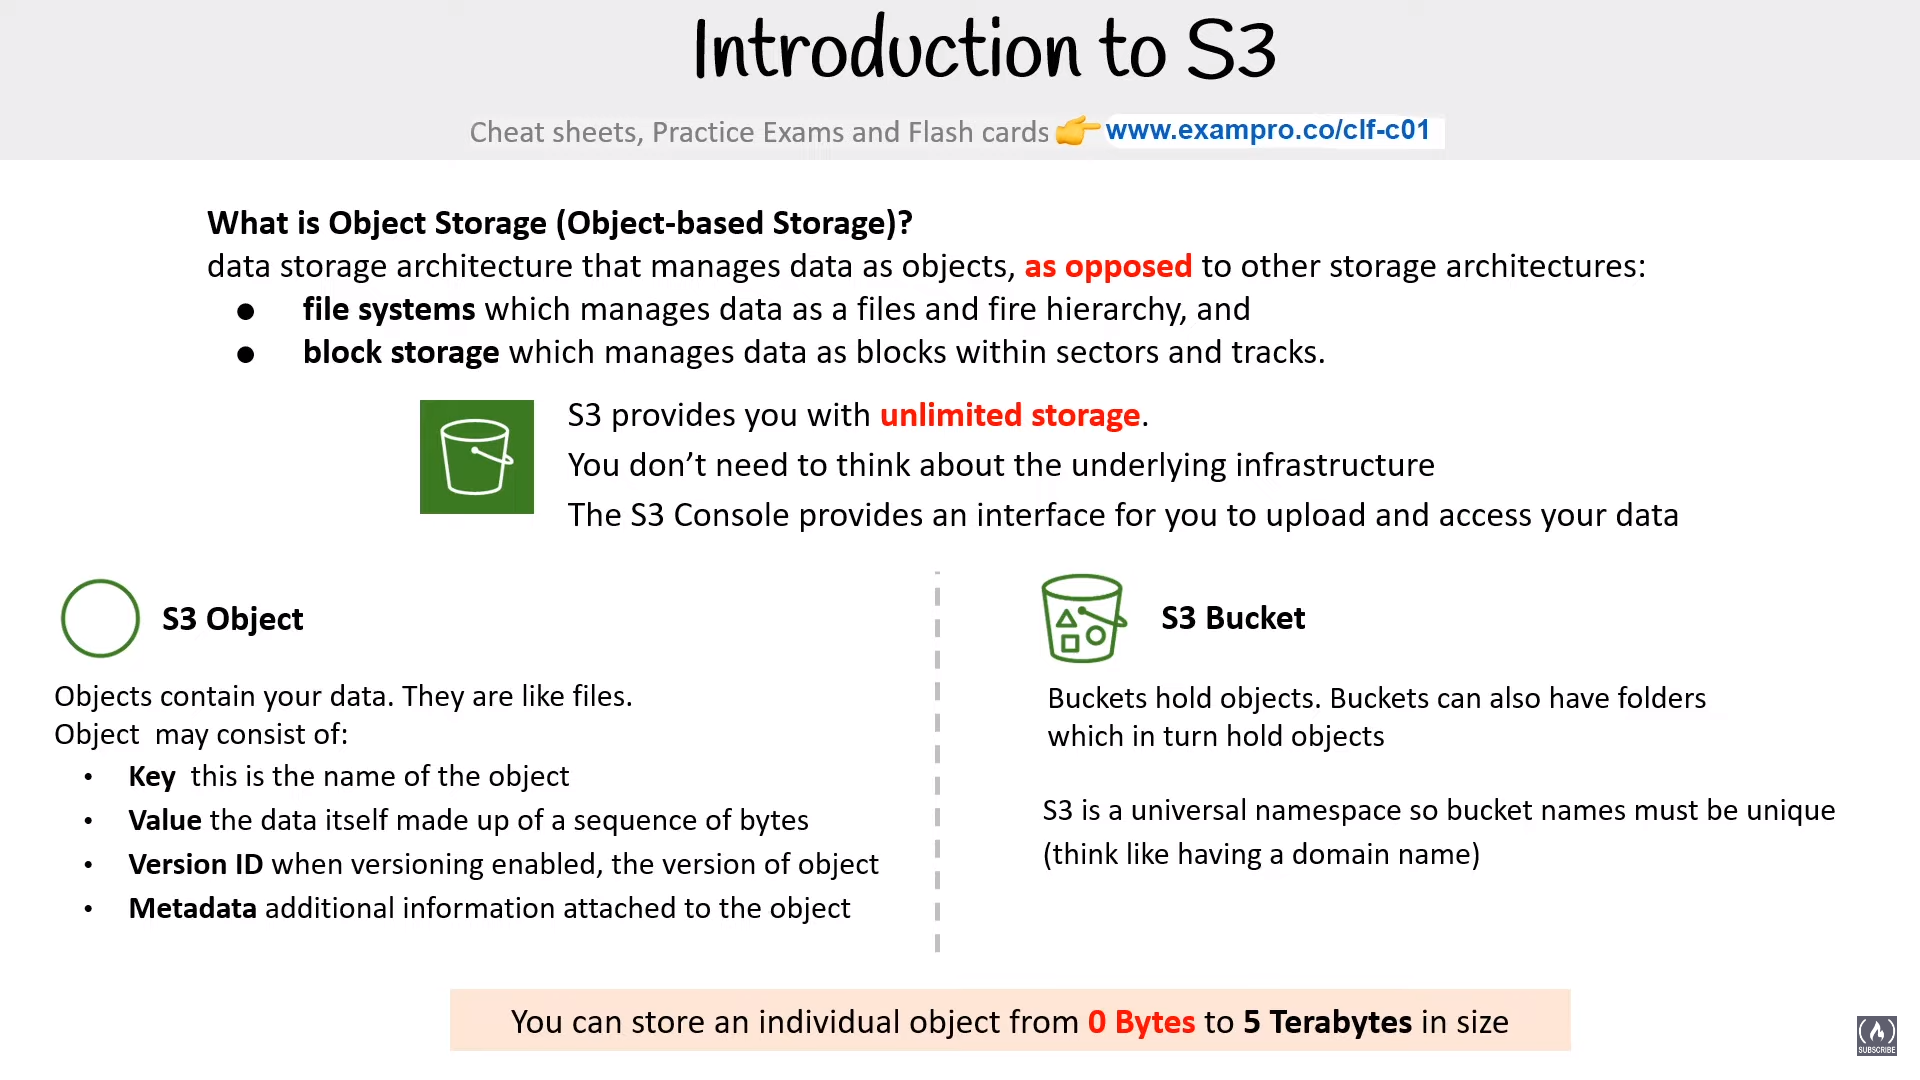 Introduction to S3
Cheat sheets, Practice Exams and Flash cards 👉 www.exampro.co/clf-c01
What is Object Storage (Object-based Storage)?
data storage architecture that manages data as objects, as opposed to other storage architectures:
● file systems which manages data as a files and fire hierarchy, and
● block storage which manages data as blocks within sectors and tracks.
S3 provides you with unlimited storage.
You don’t need to think about the underlying infrastructure
The S3 Console provides an interface for you to upload and access your data
S3 Object
Objects contain your data. They are like files.
Object may consist of:
• Key this is the name of the object
• Value the data itself made up of a sequence of bytes
• Version ID when versioning enabled, the version of object
• Metadata additional information attached to the object
S3 Bucket
Buckets hold objects. Buckets can also have folders
which in turn hold objects
S3 is a universal namespace so bucket names must be unique
(think like having a domain name)
You can store an individual object from 0 Bytes to 5 Terabytes in size
SUBSCRIBE